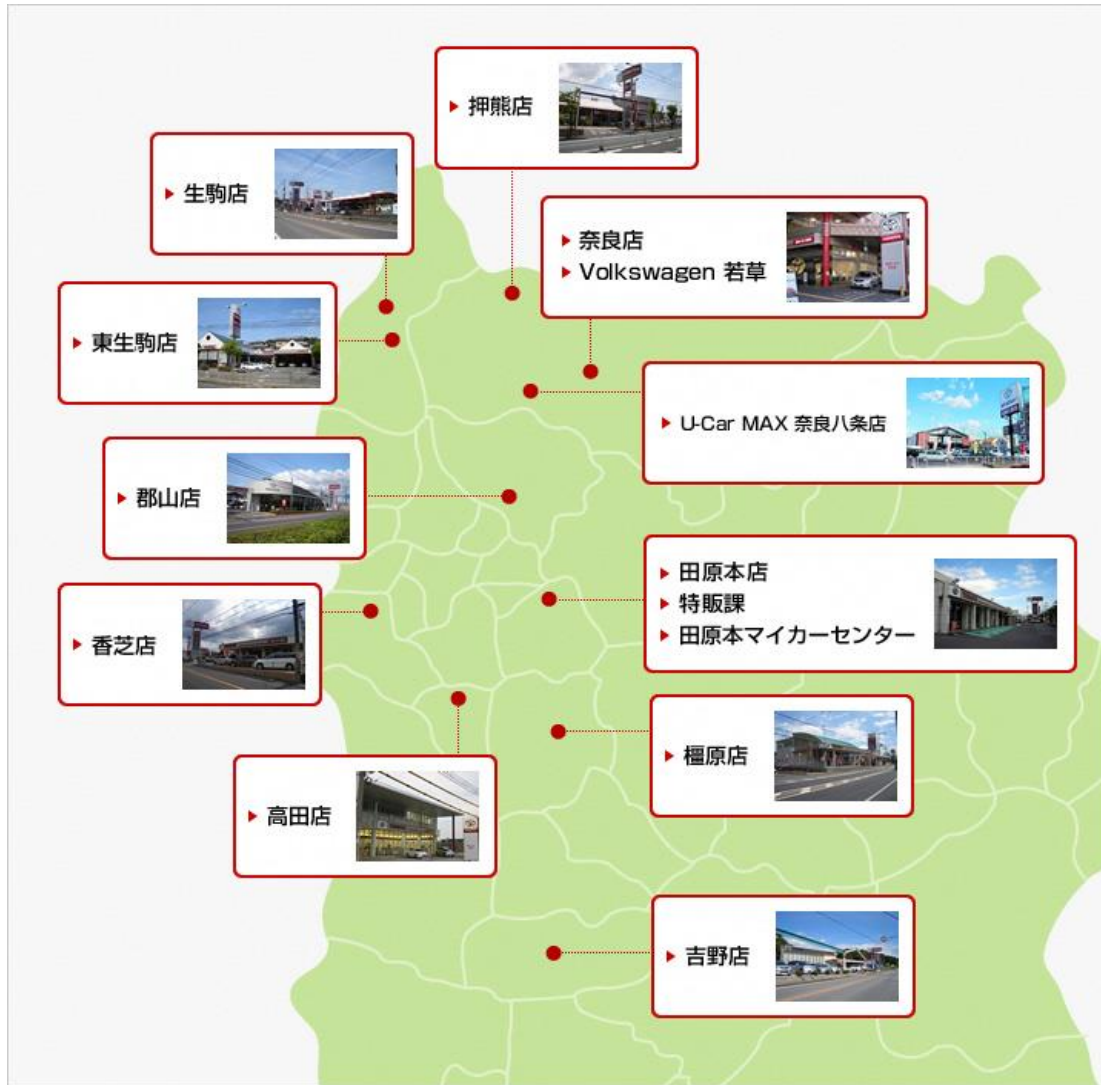 押熊店
生駒店
奈良店
Volkswagen 若草
東生駒店
U-Car MAX 奈良八条店
郡山店
田原本店
特販課
田原本マイカーセンター
香芝店
橿原店
高田店
吉野店